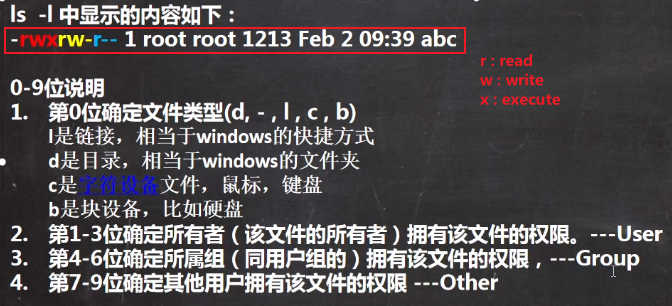 ls -l 中显示的内容如下：
-rwxrw-r-- 1 root root 1213 Feb 2 09:39 abc
r : read
w : write
x : execute
0-9位说明
1. 第0位确定文件类型(d, - , l , c , b)
l是链接，相当于windows的快捷方式
d是目录，相当于windows的文件夹
c是字符设备文件，鼠标，键盘
b是块设备，比如硬盘
2. 第1-3位确定所有者（该文件的所有者）拥有该文件的权限。---User
3. 第4-6位确定所属组（同用户组的）拥有该文件的权限，---Group
4. 第7-9位确定其他用户拥有该文件的权限 ---Other